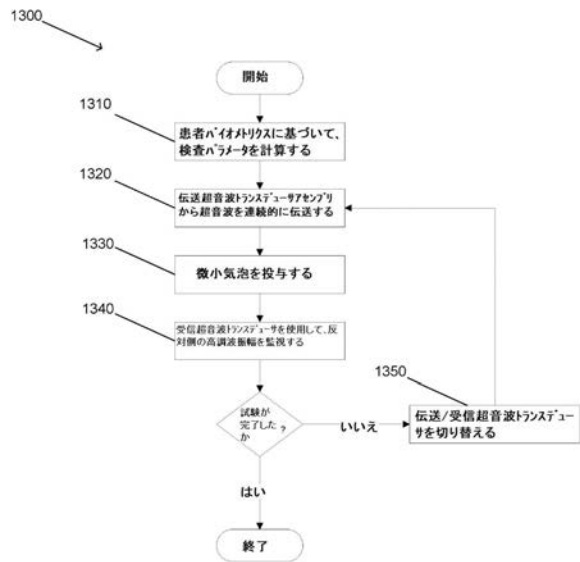 1300
開始
1310
患者バイオメトリクスに基づいて、
検査パラメータを計算する
1320
伝送超音波トランスデューサアセンブリ
から超音波を連続的に伝送する
1330
微小気泡を投与する
1340
受信超音波トランスデューサを使用して、反
対側の高調波振幅を監視する
試験が
完了した
か
?
いいえ
1350
伝送/受信超音波トランスデュー
サを切り替える
はい
終了